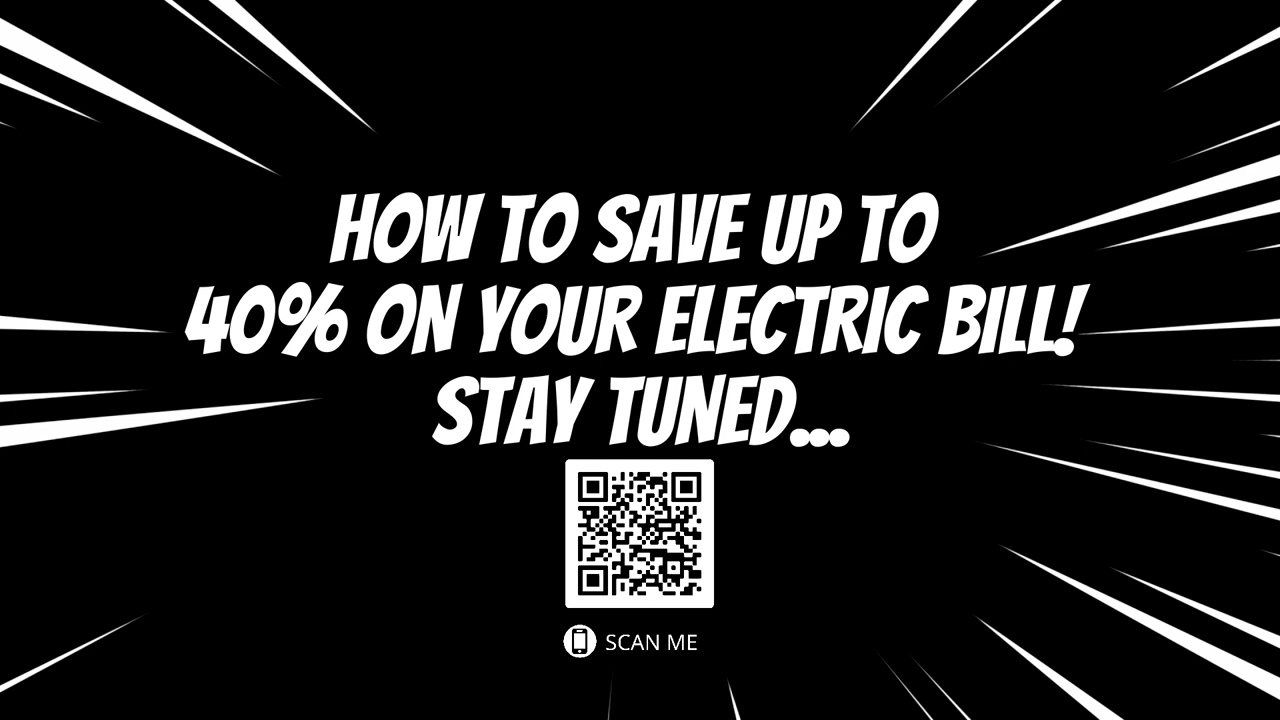 HOW TO SAVE UP TO
40% ON YOUR ELECTRIC BILL!
STAY TUNED...
SCAN ME